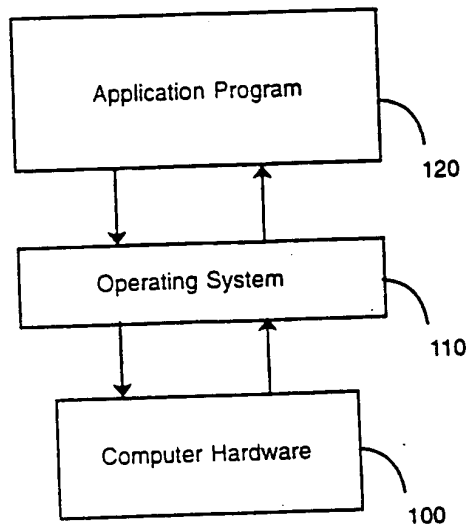 Application Program
120
Operating System
110
Computer Hardware
100